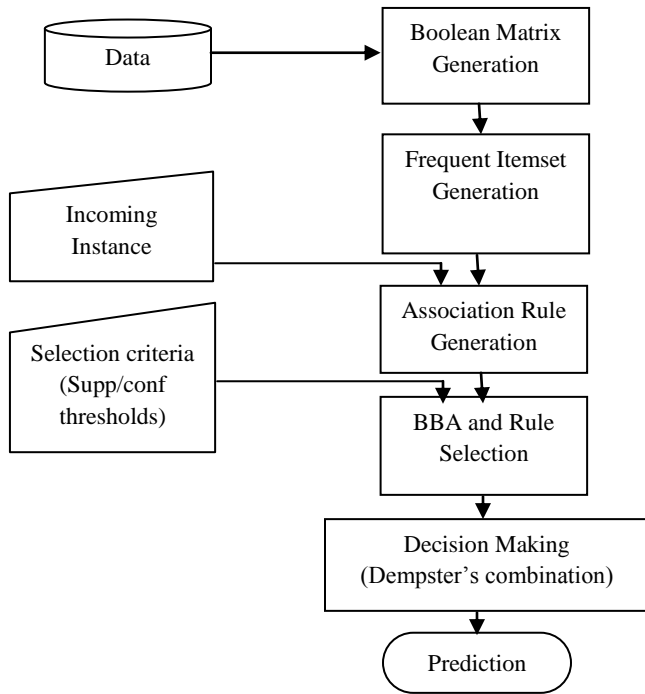 Data
Boolean Matrix
Generation
Frequent Itemset
Generation
Incoming
Instance
Association Rule
Generation
Selection criteria
(Supp/conf
thresholds)
BBA and Rule
Selection
Decision Making
(Dempster’s combination)
Prediction